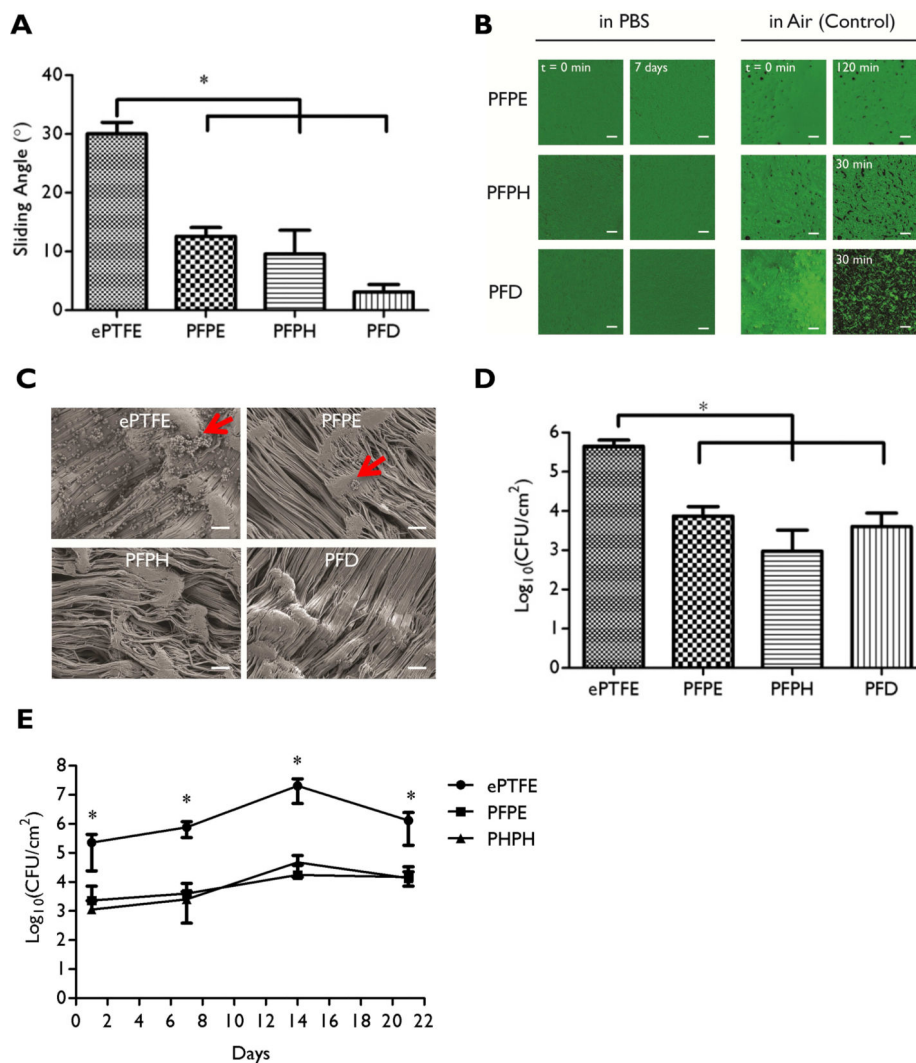 A
Sliding Angle (°)
40
30
20
10
0
ePTFE PFPE PFPH PFD
*
B
in PBS in Air (Control)
t = 0 min 7 days t = 0 min 120 min
PFPE
30 min
PFPH
30 min
PFD
C
ePTFE PFPE
PFPH PFD
D
Log10(CFU/cm2)
6
5
4
3
2
1
0
ePTFE PFPE PFPH PFD
*
E
Log10(CFU/cm2)
8
7
6
5
4
3
2
1
0
* * * *
0 2 4 6 8 10 12 14 16 18 20 22
Days
ePTFE
PFPE
PHPH